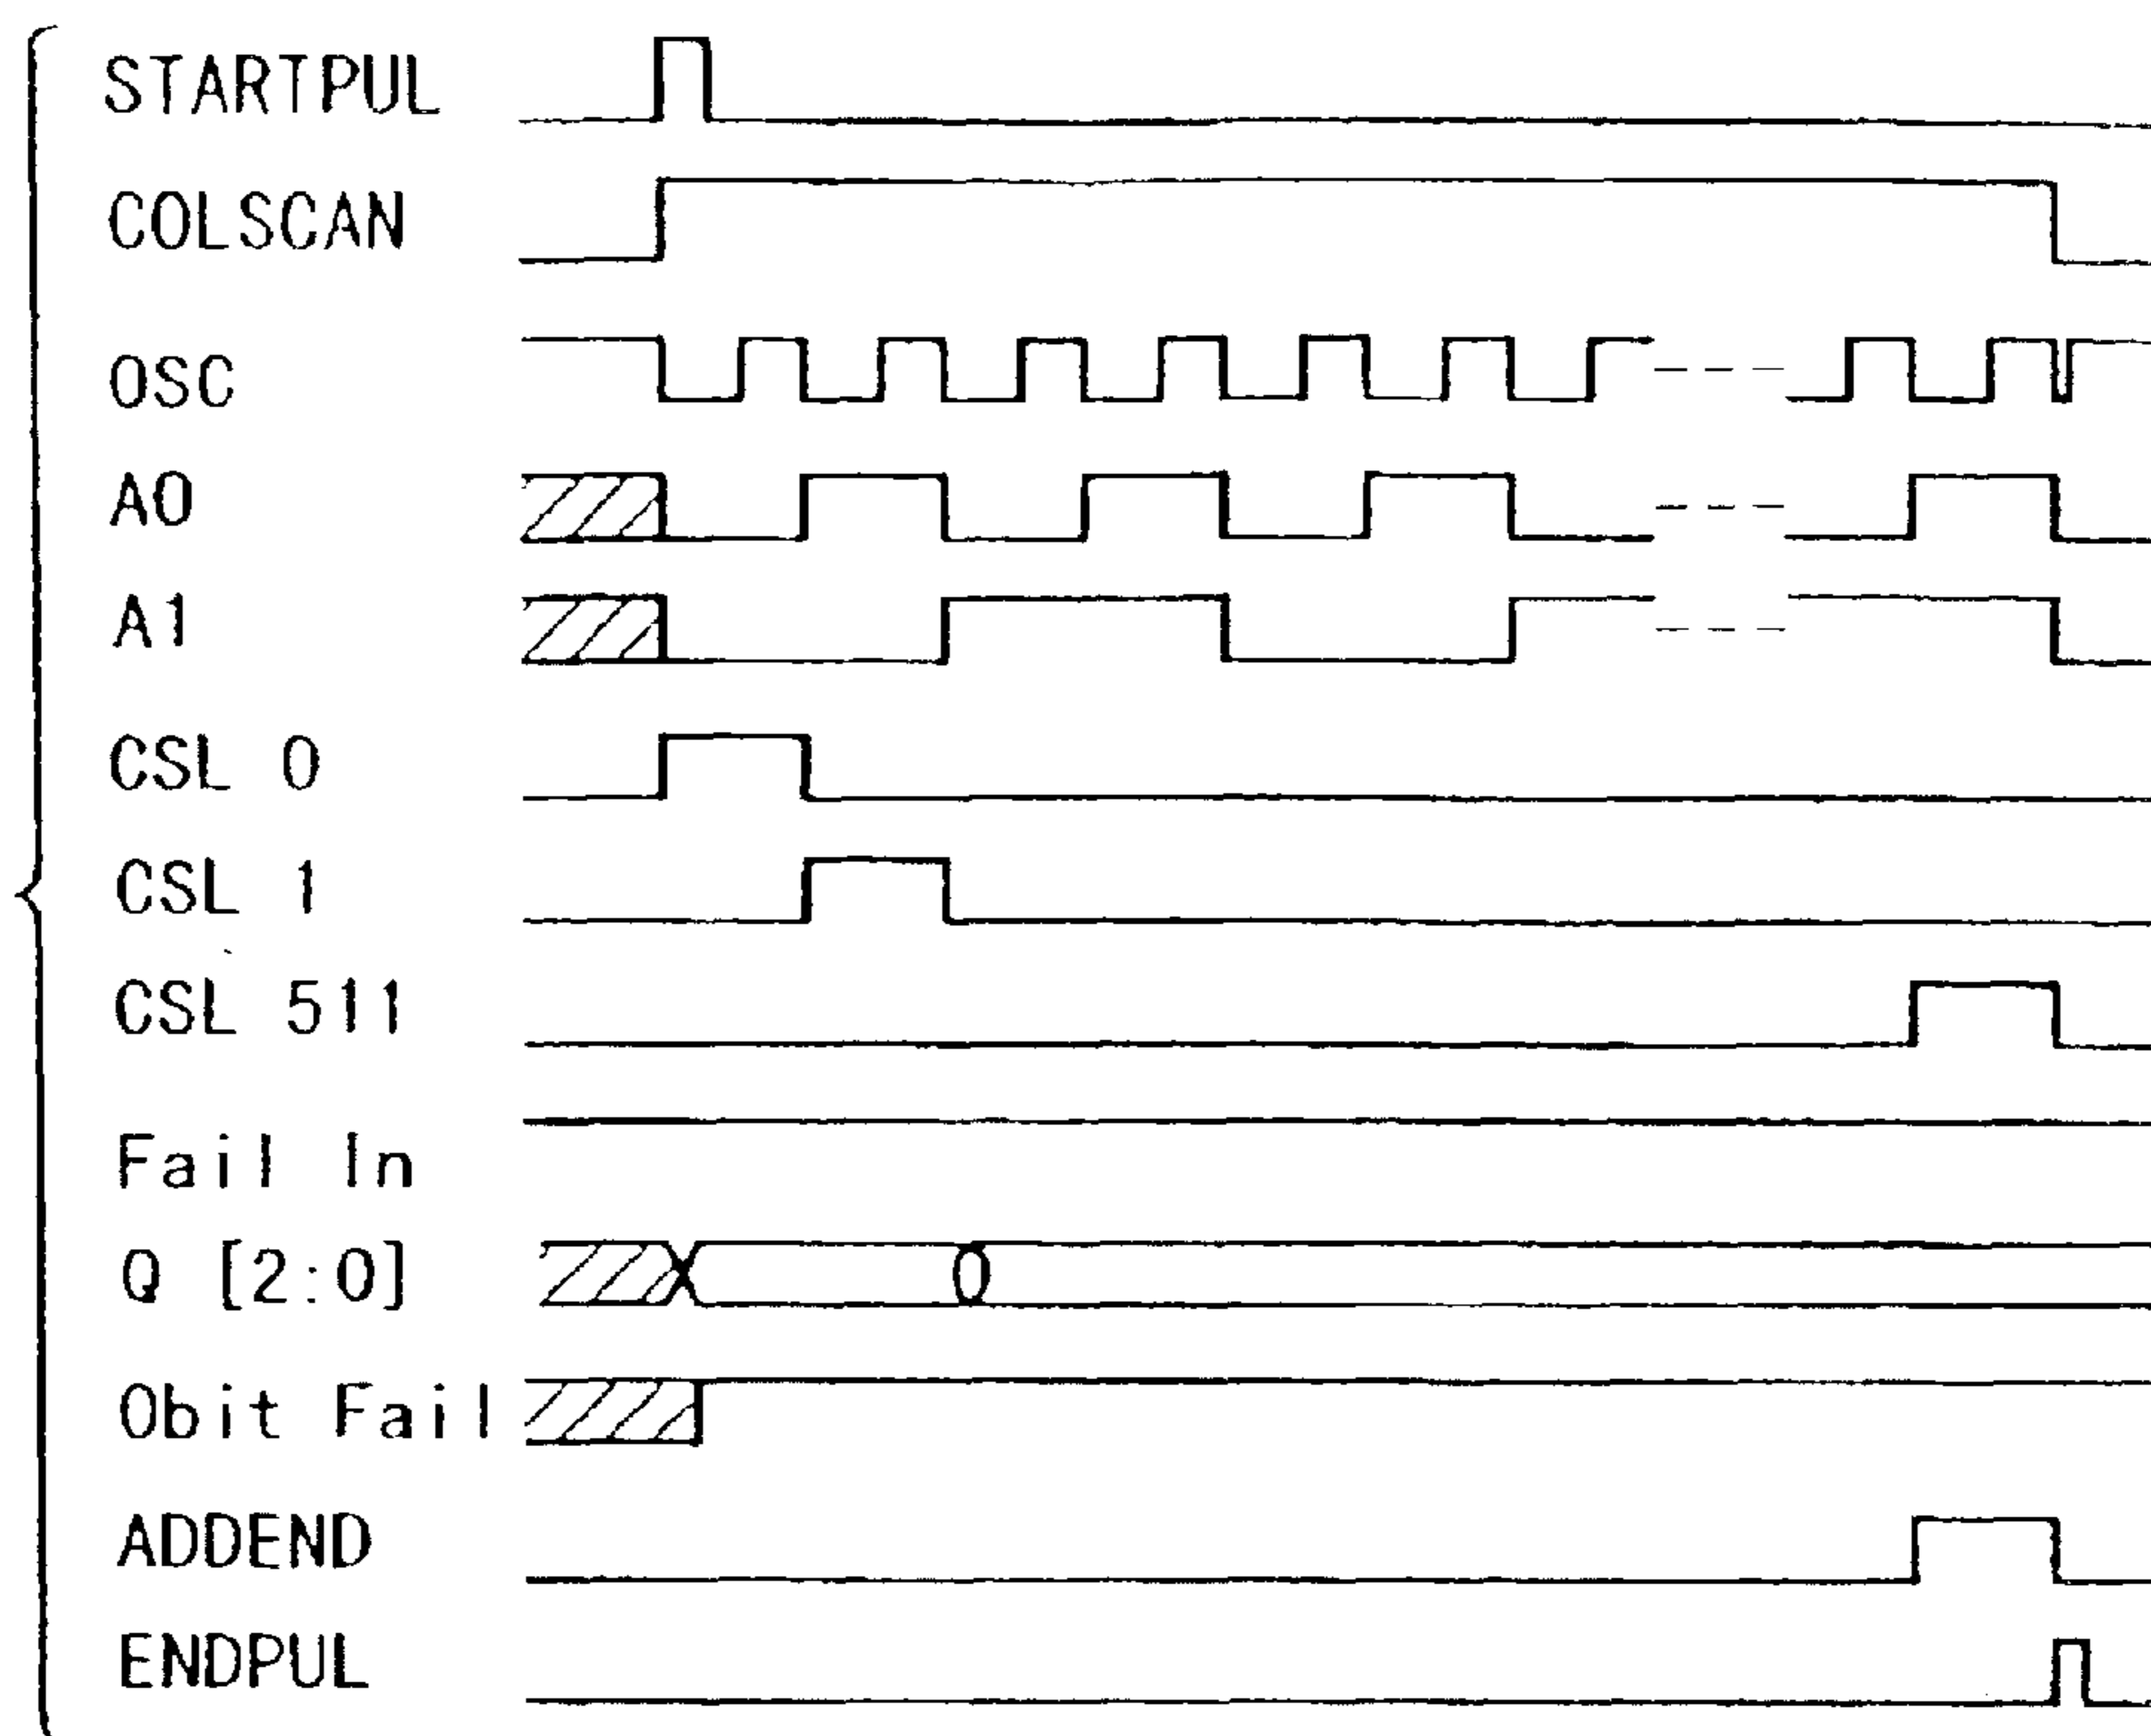 STARTPUL
COLSCAN
OSC
A0
A1
CSL 0
CSL 1
CSL 511
Fail In
Q [2:0]
0bit Fail
ADDEND
ENDPUL